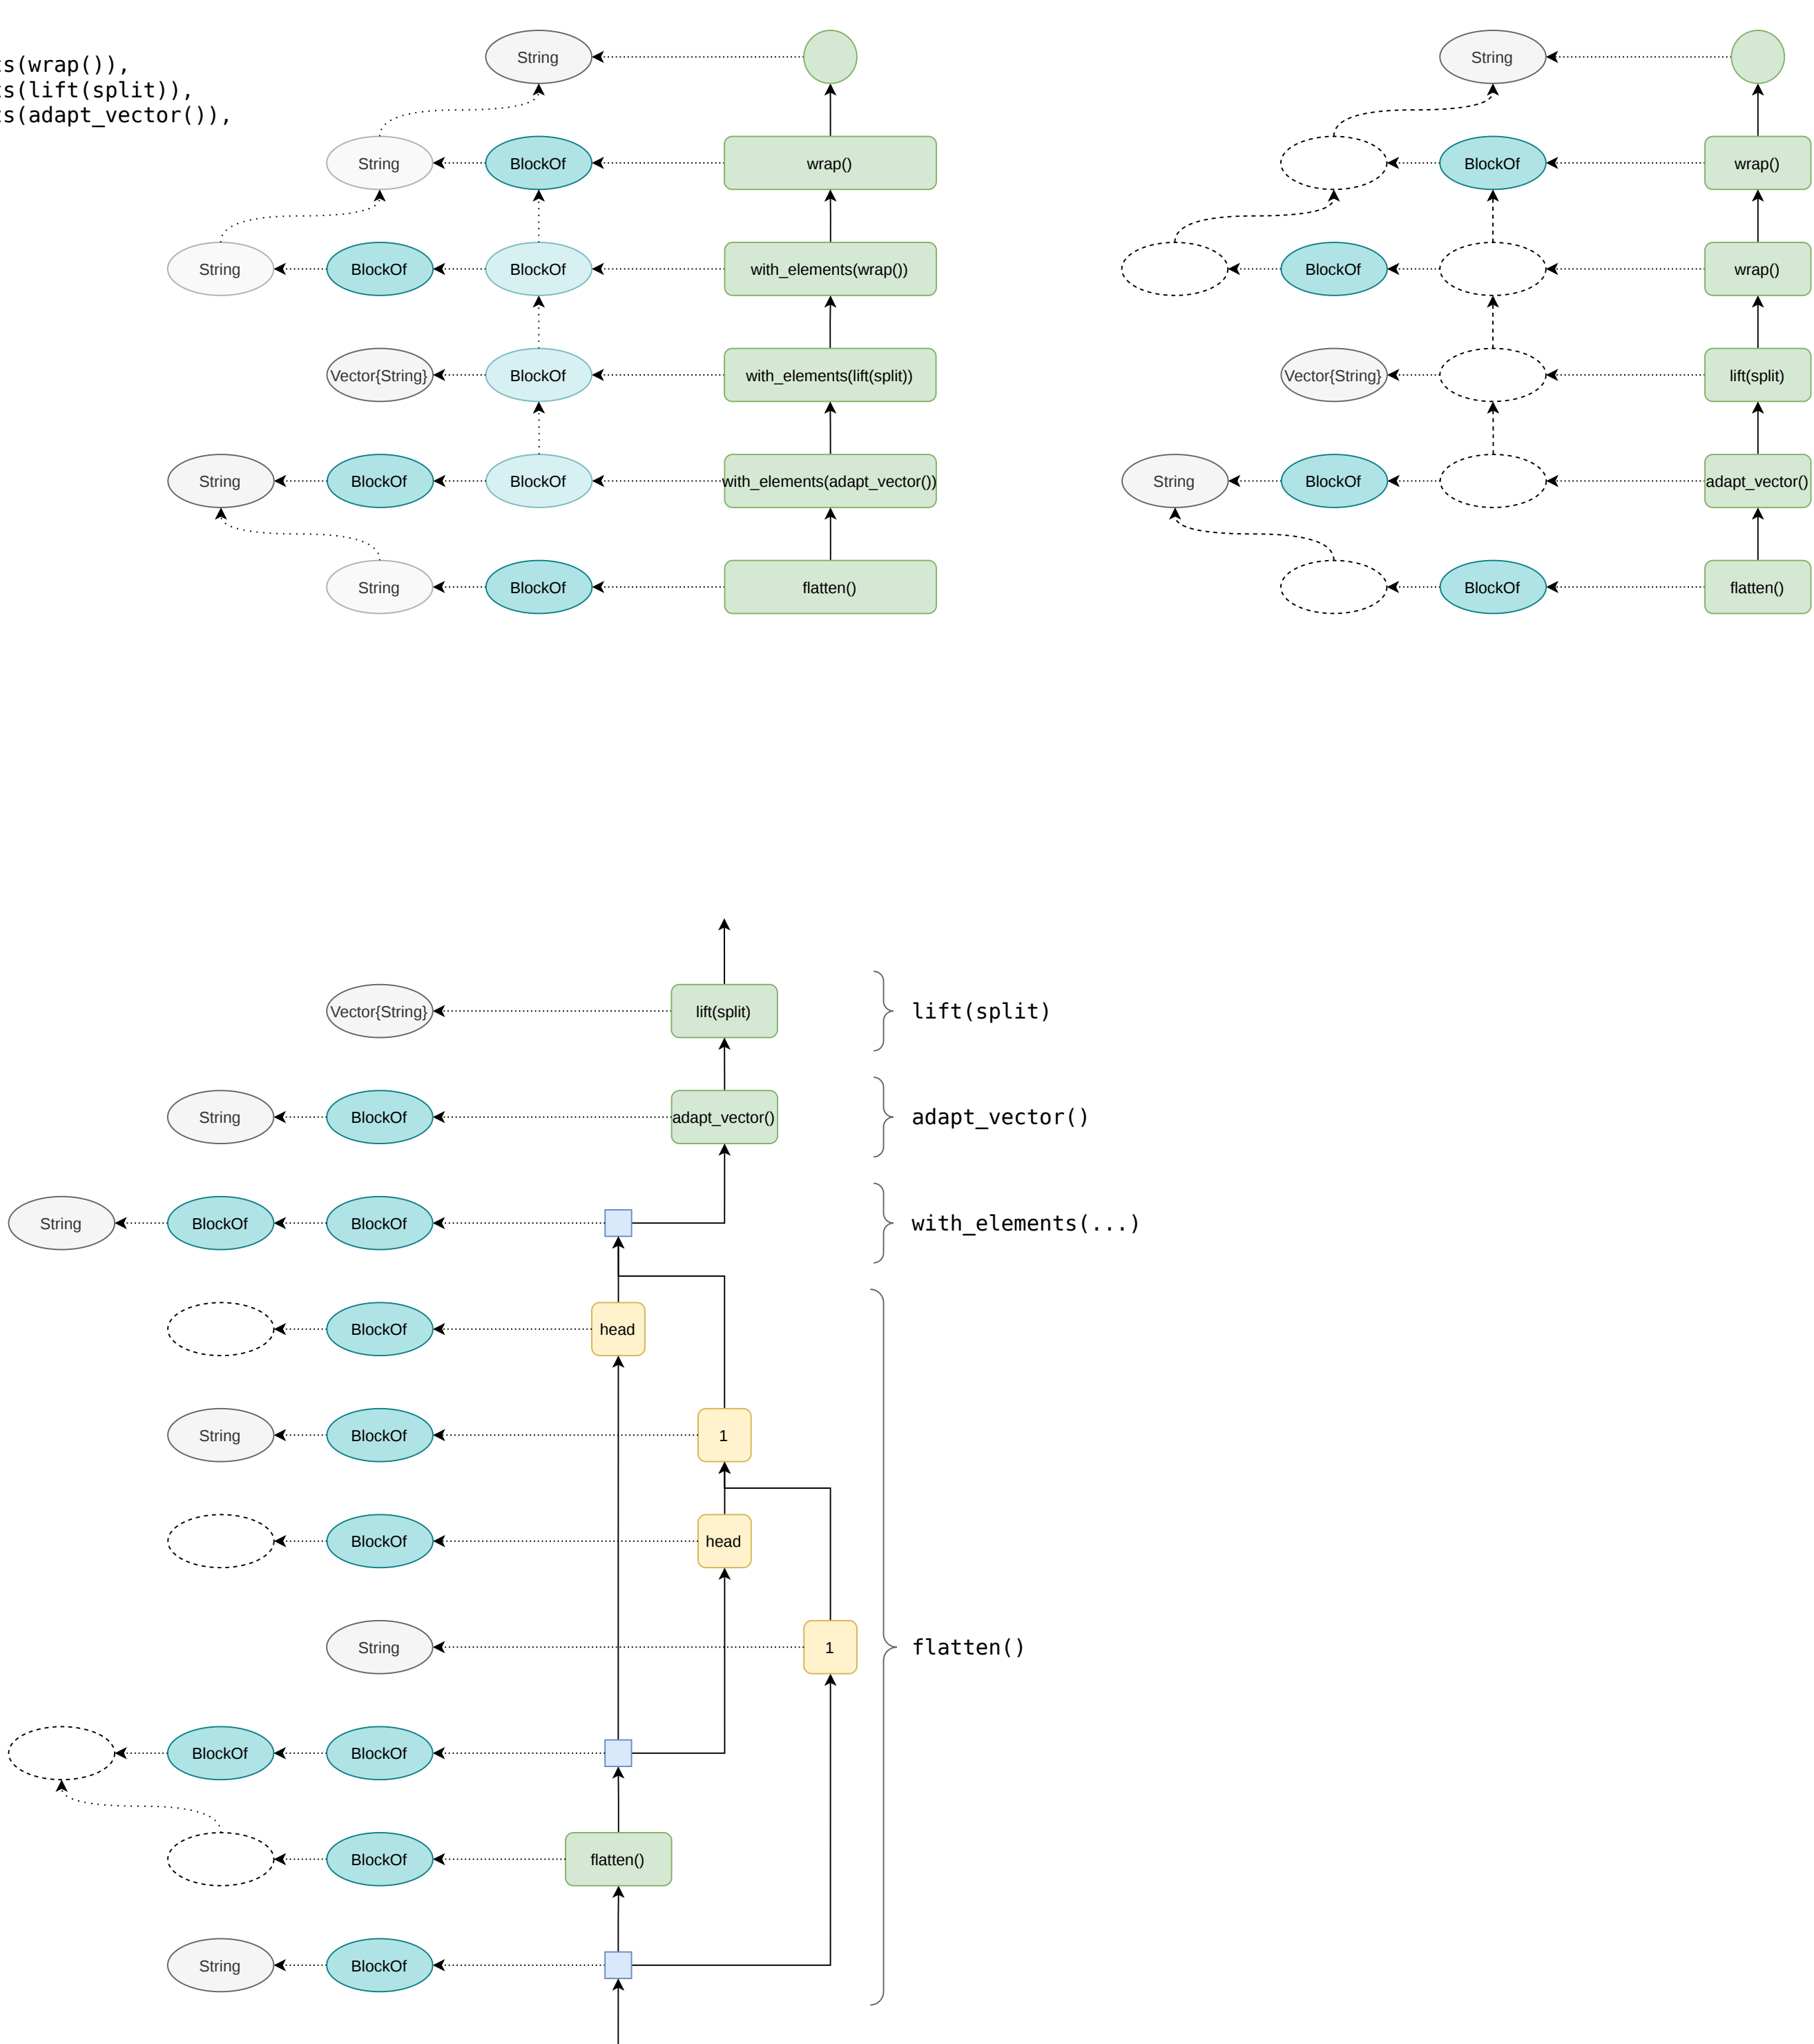 ts(wrap()),
ts(lift(split)),
ts(adapt_vector()),
String
String
BlockOf
wrap()
String
BlockOf
BlockOf
with_elements(wrap())
Vector{String}
BlockOf
with_elements(lift(split))
String
BlockOf
BlockOf
with_elements(adapt_vector())
String
BlockOf
flatten()
String
BlockOf
wrap()
BlockOf
wrap()
Vector{String}
lift(split)
String
BlockOf
adapt_vector()
BlockOf
flatten()
Vector{String}
lift(split)
lift(split)
String
BlockOf
adapt_vector()
adapt_vector()
String
BlockOf
BlockOf
with_elements(...)
BlockOf
head
String
BlockOf
1
BlockOf
head
String
1
flatten()
BlockOf
BlockOf
BlockOf
flatten()
String
BlockOf